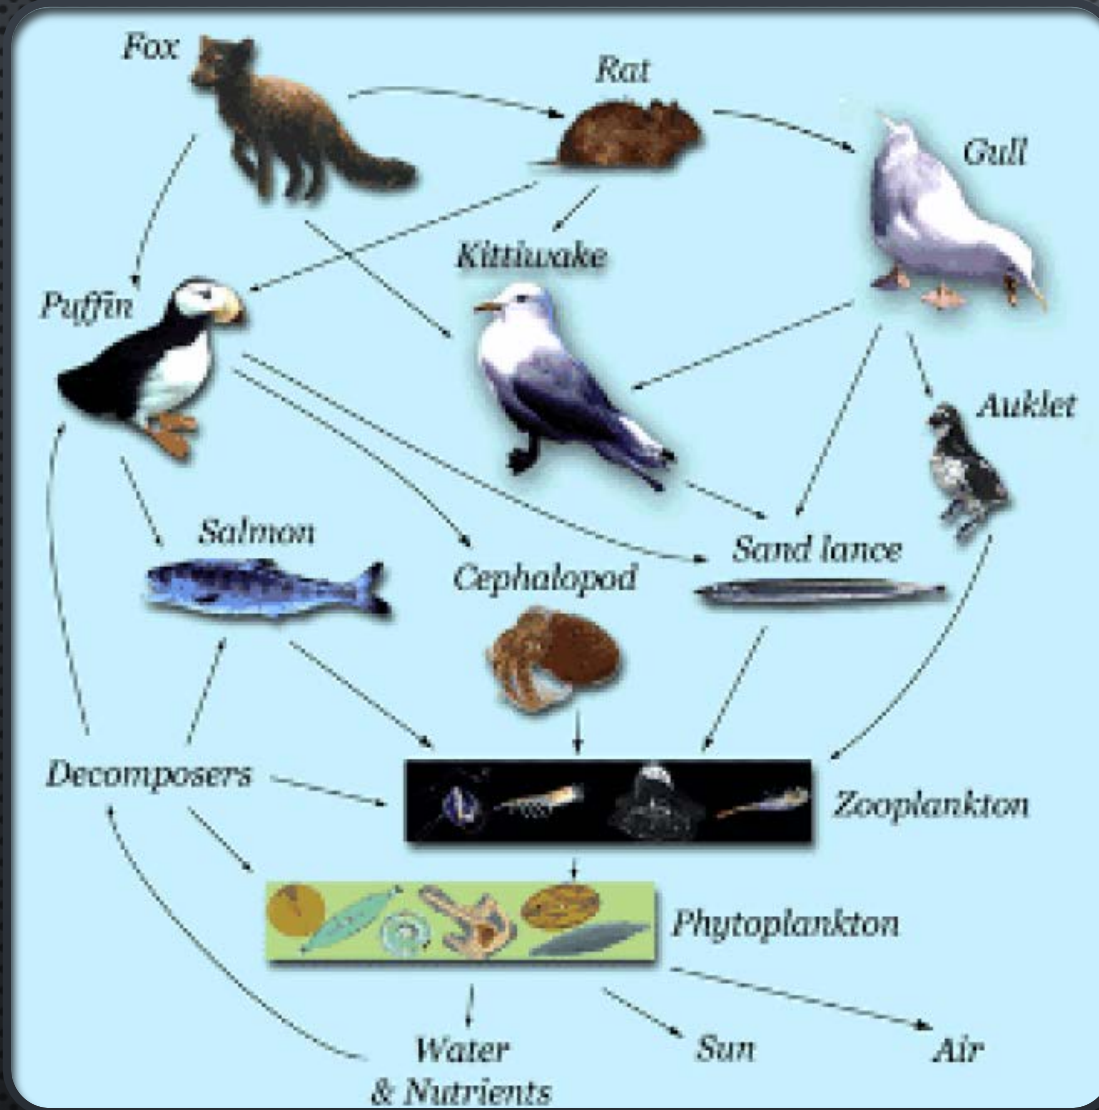 Fox
Rat
Gull
Kittiwake
Puffin
Auklet
Salmon
Sand lance
Cephalopod
Decomposers
Zooplankton
Phytoplankton
Water
& Nutrients
Sun
Air